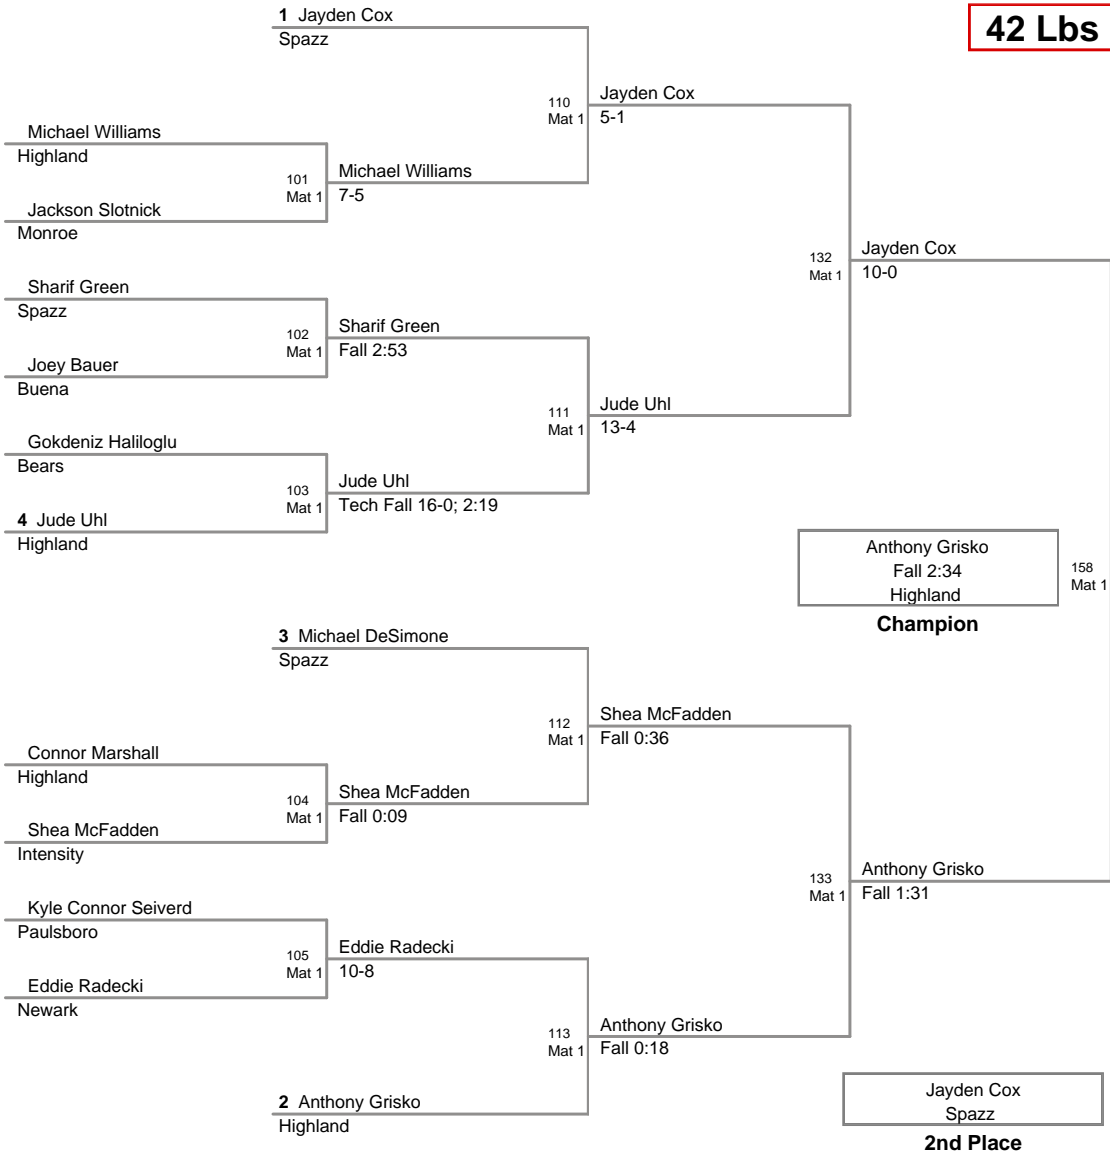 42 Lbs
1 Jayden Cox
Spazz
110
Mat 1
Jayden Cox
5-1
Michael Williams
Highland
101
Mat 1
Michael Williams
7-5
Jackson Slotnick
Monroe
132
Mat 1
Jayden Cox
10-0
Sharif Green
Spazz
102
Mat 1
Sharif Green
Fall 2:53
Joey Bauer
Buena
111
Mat 1
Jude Uhl
13-4
Gokdeniz Haliloglu
Bears
103
Mat 1
Jude Uhl
Tech Fall 16-0; 2:19
4 Jude Uhl
Highland
Anthony Grisko
Fall 2:34
Highland
Champion
158
Mat 1
3 Michael DeSimone
Spazz
112
Mat 1
Shea McFadden
Fall 0:36
Connor Marshall
Highland
104
Mat 1
Shea McFadden
Fall 0:09
Shea McFadden
Intensity
133
Mat 1
Anthony Grisko
Fall 1:31
Kyle Connor Seiverd
Paulsboro
105
Mat 1
Eddie Radecki
10-8
Eddie Radecki
Newark
113
Mat 1
Anthony Grisko
Fall 0:18
2 Anthony Grisko
Highland
Jayden Cox
Spazz
2nd Place